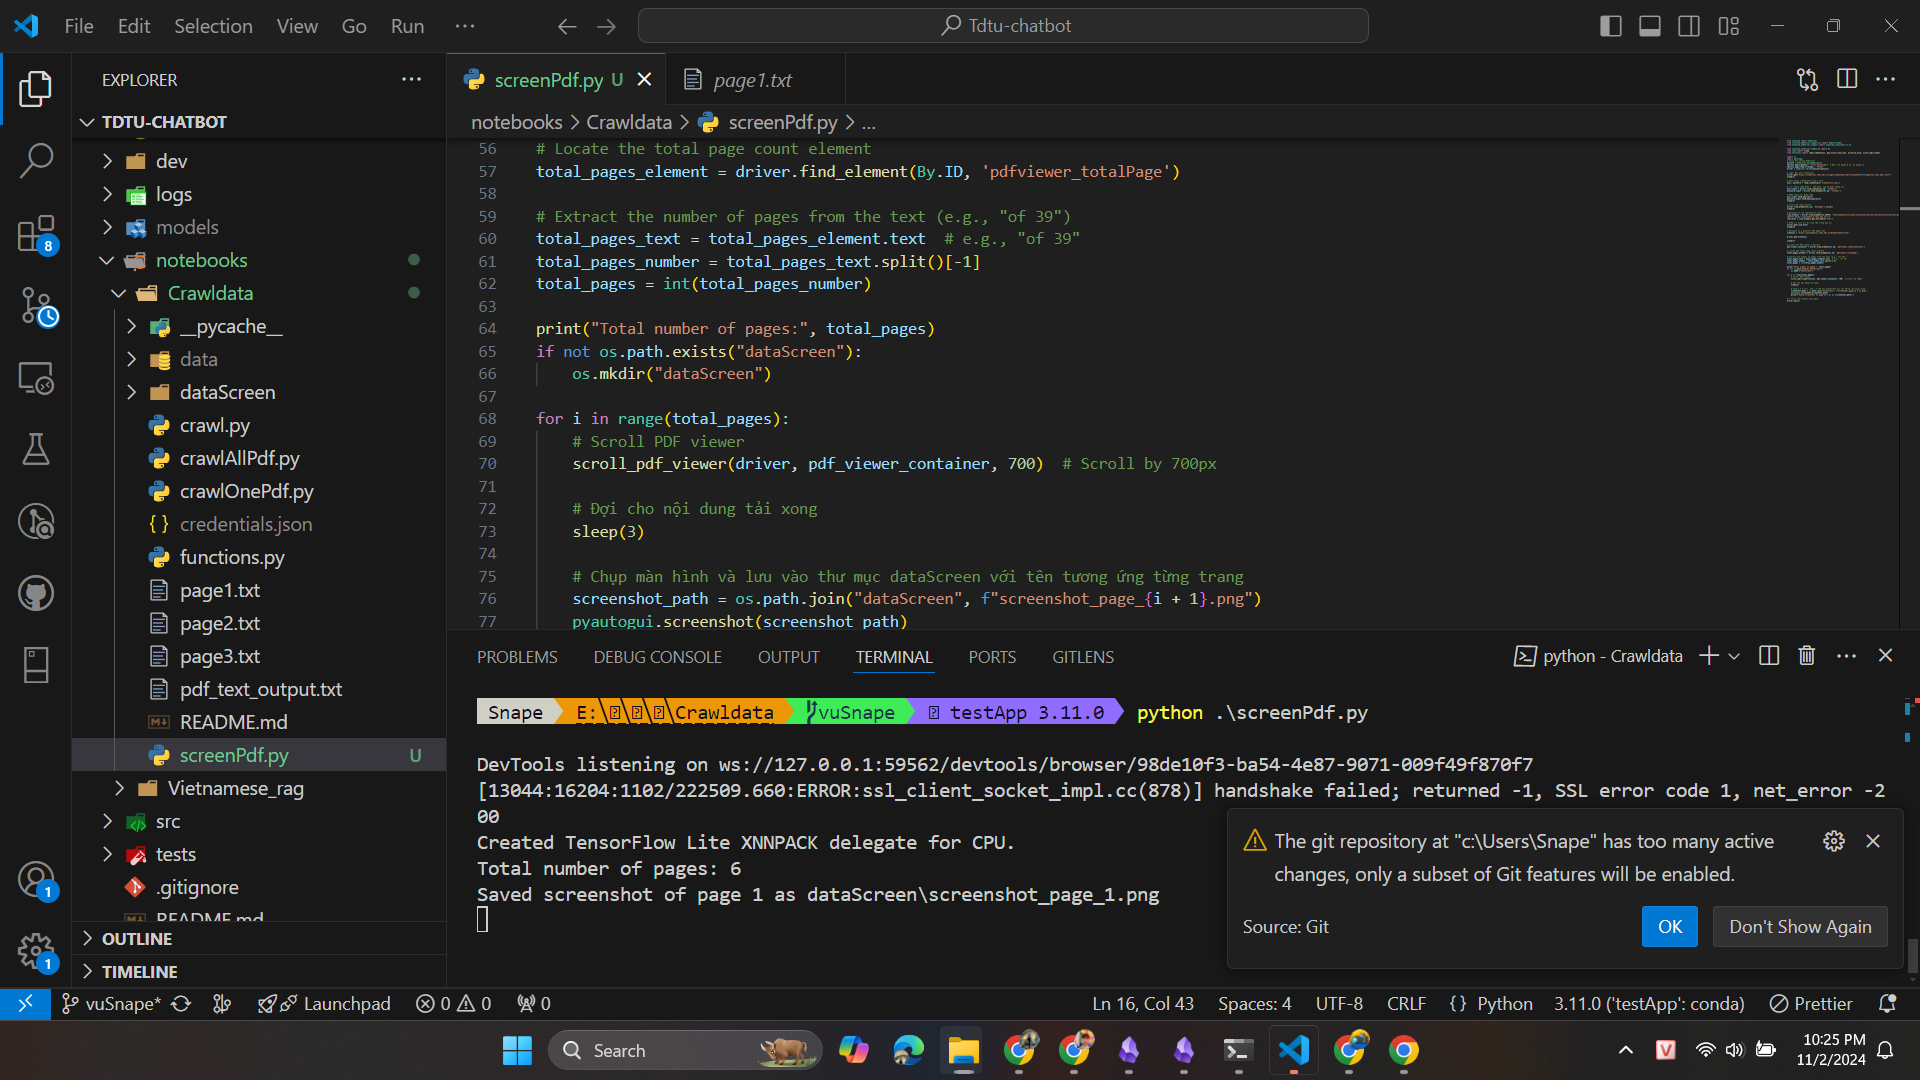 File Edit Selection View Go Run
Tdtu-chatbot
EXPLORER
TDTU-CHATBOT
dev
logs
models
notebooks
Crawldata
__pycache__
data
dataScreen
crawl.py
crawlAllPdf.py
crawlOnePdf.py
credentials.json
functions.py
page1.txt
page2.txt
page3.txt
pdf_text_output.txt
README.md
screenPdf.py U
Vietnamese_rag
src
tests
.gitignore
README.md
OUTLINE
TIMELINE
8
1
1
screenPdf.py U
page1.txt
notebooks > Crawldata > screenPdf.py > ...
56 # Locate the total page count element
57 total_pages_element = driver.find_element(By.ID, 'pdfviewer_totalPage')
58
59 # Extract the number of pages from the text (e.g., "of 39")
60 total_pages_text = total_pages_element.text # e.g., "of 39"
61 total_pages_number = total_pages_text.split()[-1]
62 total_pages = int(total_pages_number)
63
64 print("Total number of pages:", total_pages)
65 if not os.path.exists("dataScreen"):
66 os.mkdir("dataScreen")
67
68 for i in range(total_pages):
69 # Scroll PDF viewer
70 scroll_pdf_viewer(driver, pdf_viewer_container, 700) # Scroll by 700px
71
72 # Đợi cho nội dung tải xong
73 sleep(3)
74
75 # Chụp màn hình và lưu vào thư mục dataScreen với tên tương ứng từng trang
76 screenshot_path = os.path.join("dataScreen", f"screenshot_page_{i + 1}.png")
77 pyautogui.screenshot(screenshot_path)
PROBLEMS DEBUG CONSOLE OUTPUT TERMINAL PORTS GITLENS
python - Crawldata
Snape E:\ \ \ \Crawldata vuSnape testApp 3.11.0 python .\screenPdf.py
DevTools listening on ws://127.0.0.1:59562/devtools/browser/98de10f3-ba54-4e87-9071-009f49f870f7
[13044:16204:1102/222509.660:ERROR:ssl_client_socket_impl.cc(878)] handshake failed; returned -1, SSL error code 1, net_error -2
00
Created TensorFlow Lite XNNPACK delegate for CPU.
Total number of pages: 6
Saved screenshot of page 1 as dataScreen\screenshot_page_1.png
The git repository at "c:\Users\Snape" has too many active
changes, only a subset of Git features will be enabled.
Source: Git
OK
Don't Show Again
vuSnape* Launchpad 0 0 0
Ln 16, Col 43 Spaces: 4 UTF-8 CRLF {} Python 3.11.0 ('testApp': conda) Prettier
Search
V
10:25 PM
11/2/2024